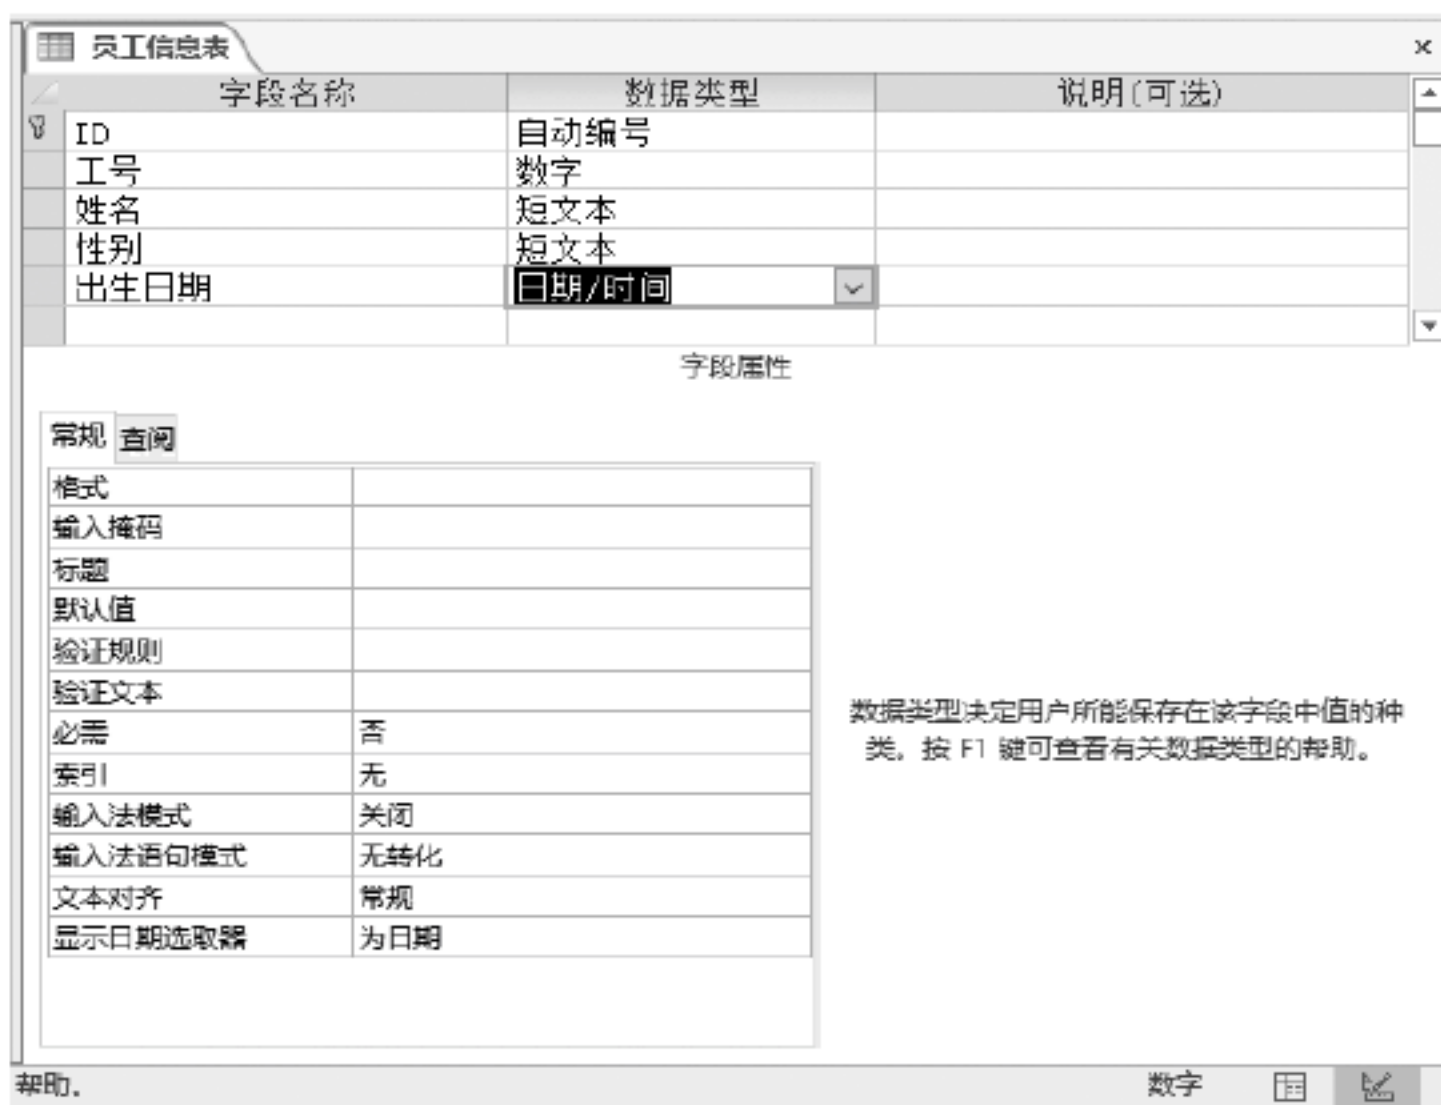 员工信息表
字段名称 数据类型 说明(可选)
ID 自动编号
工号 数字
姓名 短文本
性别 短文本
出生日期 日期/时间
字段属性
常规 查阅
格式
输入掩码
标题
默认值
验证规则
验证文本
必需 否
索引 无
输入法模式 关闭
输入法语句模式 无转化
文本对齐 常规
显示日期选取器 为日期
数据类型决定用户所能保存在该字段中值的种
类。按 F1 键可查看有关数据类型的帮助。
帮助。 数字